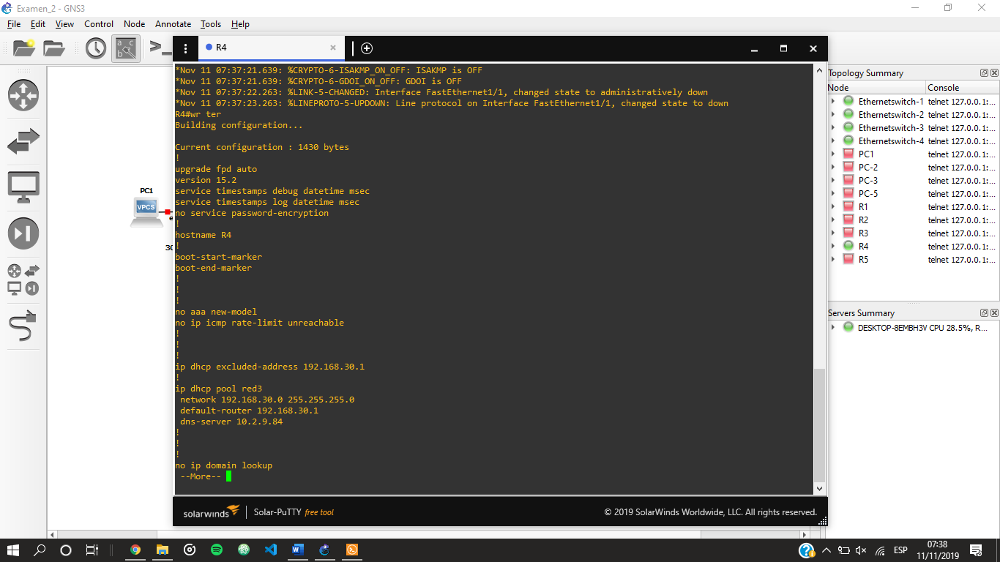 Examen_2 - GNS3
File Edit View Control Node Annotate Tools Help
R4
*Nov 11 07:37:21.639: %CRYPTO-6-ISAKMP_ON_OFF: ISAKMP is OFF
*Nov 11 07:37:21.639: %CRYPTO-6-GDOI_ON_OFF: GDOI is OFF
*Nov 11 07:37:22.263: %LINK-5-CHANGED: Interface FastEthernet1/1, changed state to administratively down
*Nov 11 07:37:23.263: %LINEPROTO-5-UPDOWN: Line protocol on Interface FastEthernet1/1, changed state to down
R4#wr ter
Building configuration...
Current configuration : 1430 bytes
!
upgrade fpd auto
version 15.2
service timestamps debug datetime msec
service timestamps log datetime msec
no service password-encryption
!
hostname R4
!
boot-start-marker
boot-end-marker
!
!
!
no aaa new-model
no ip icmp rate-limit unreachable
!
!
!
ip dhcp excluded-address 192.168.30.1
!
ip dhcp pool red3
network 192.168.30.0 255.255.255.0
default-router 192.168.30.1
dns-server 10.2.9.84
!
!
!
no ip domain lookup
--More--
solarwinds Solar-PuTTY free tool
© 2019 SolarWinds Worldwide, LLC. All rights reserved.
PC1
VPCS
e
30
Topology Summary
Node Console
Ethernetswitch-1 telnet 127.0.0.1:...
Ethernetswitch-2 telnet 127.0.0.1:...
Ethernetswitch-3 telnet 127.0.0.1:...
Ethernetswitch-4 telnet 127.0.0.1:...
PC1 telnet 127.0.0.1:...
PC-2 telnet 127.0.0.1:...
PC-3 telnet 127.0.0.1:...
PC-5 telnet 127.0.0.1:...
R1 telnet 127.0.0.1:...
R2 telnet 127.0.0.1:...
R3 telnet 127.0.0.1:...
R4 telnet 127.0.0.1:...
R5 telnet 127.0.0.1:...
Servers Summary
DESKTOP-8EMBH3V CPU 28.5%, R...
ESP
07:38
11/11/2019